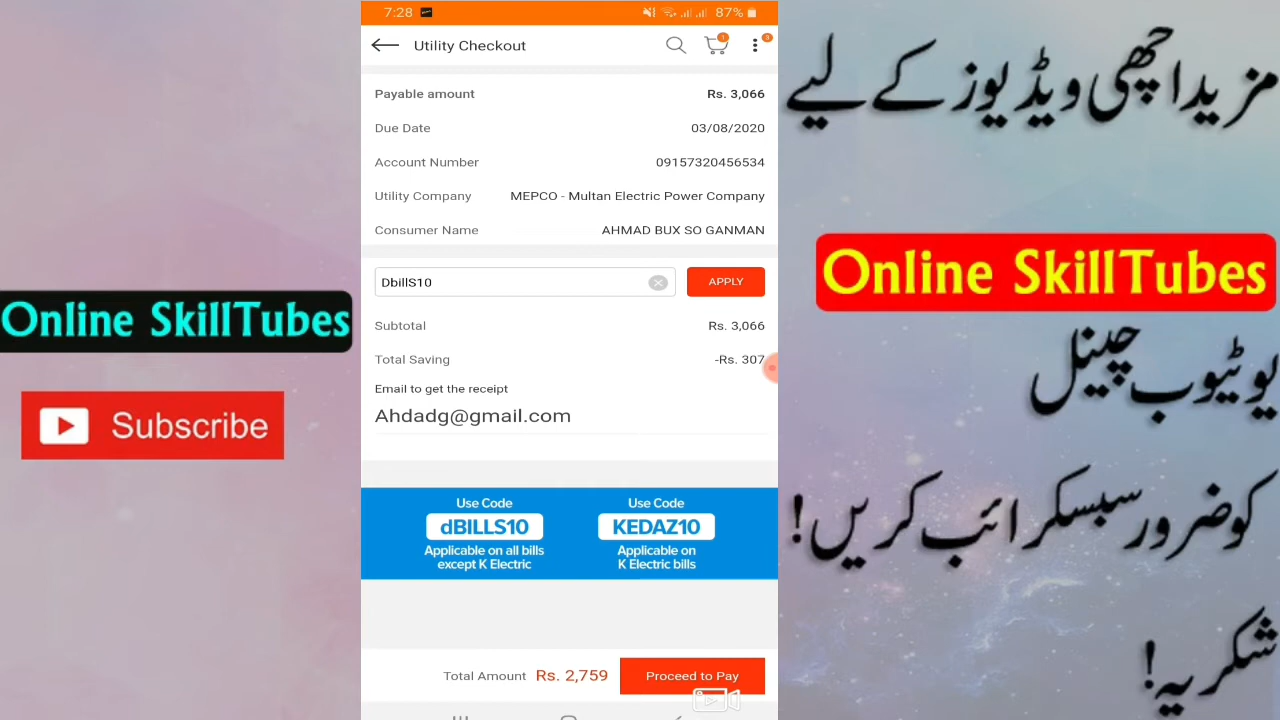 Online SkillTubes
Subscribe
7:28
87%
Utility Checkout
1
Payable amount Rs. 3,066
Due Date 03/08/2020
Account Number 09157320456534
Utility Company MEPCO - Multan Electric Power Company
Consumer Name AHMAD BUX SO GANMAN
DbillS10
APPLY
Subtotal Rs. 3,066
Total Saving -Rs. 307
Email to get the receipt
Ahdadg@gmail.com
Use Code
dBILLS10
Applicable on all bills
except K Electric
Use Code
KEDAZ10
Applicable on
K Electric bills
Total Amount Rs. 2,759
Proceed to Pay
مزید اچھی ویڈیوز کے لیے
Online SkillTubes
یوٹیوب چینل
کو ضرور سبسکرائب کریں!
شکریہ!